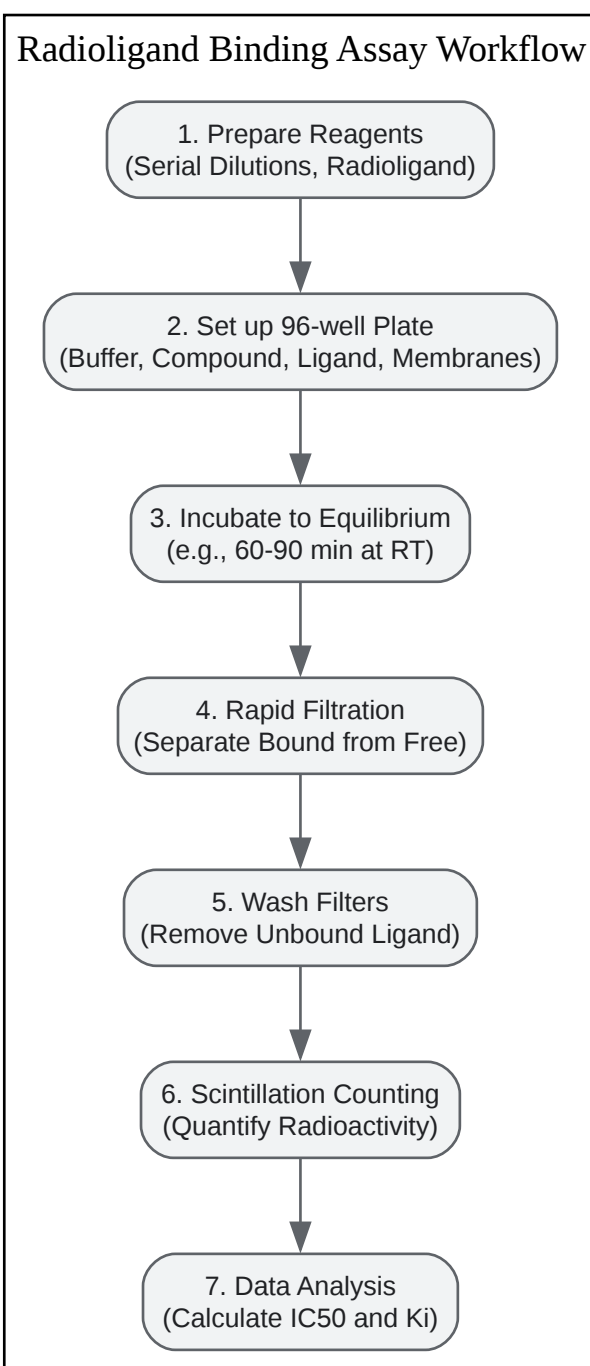 Radioligand Binding Assay Workflow
1. Prepare Reagents
(Serial Dilutions, Radioligand)
2. Set up 96-well Plate
(Buffer, Compound, Ligand, Membranes)
3. Incubate to Equilibrium
(e.g., 60-90 min at RT)
4. Rapid Filtration
(Separate Bound from Free)
5. Wash Filters
(Remove Unbound Ligand)
6. Scintillation Counting
(Quantify Radioactivity)
7. Data Analysis
(Calculate IC50 and Ki)